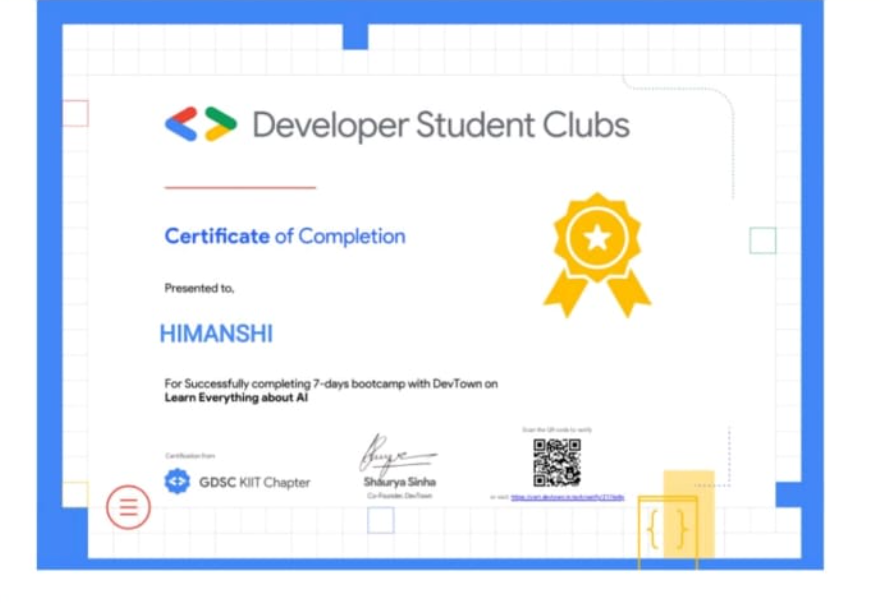 Developer Student Clubs
Certificate of Completion
Presented to,
HIMANSHI
For Successfully completing 7-days bootcamp with DevTown on
Learn Everything about AI
Scan the QR code to verify
Certification from
GDSC KIIT Chapter
Shaurya Sinha
Co-Founder, DevTown
or visit
{ }